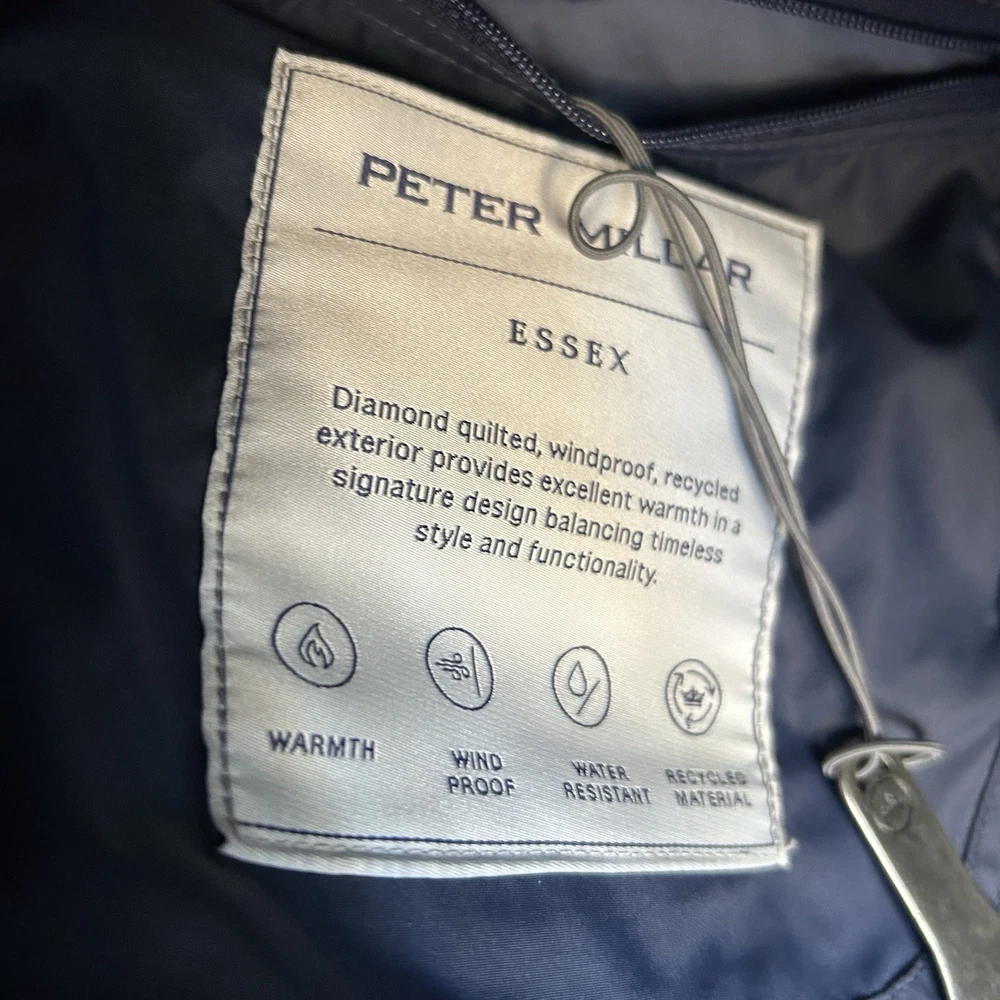 PETER MILLAR
ESSEX
Diamond quilted, windproof, recycled
exterior provides excellent warmth in a
signature design balancing timeless
style and functionality.
WARMTH
WIND
PROOF
WATER
RESISTANT
RECYCLED
MATERIAL